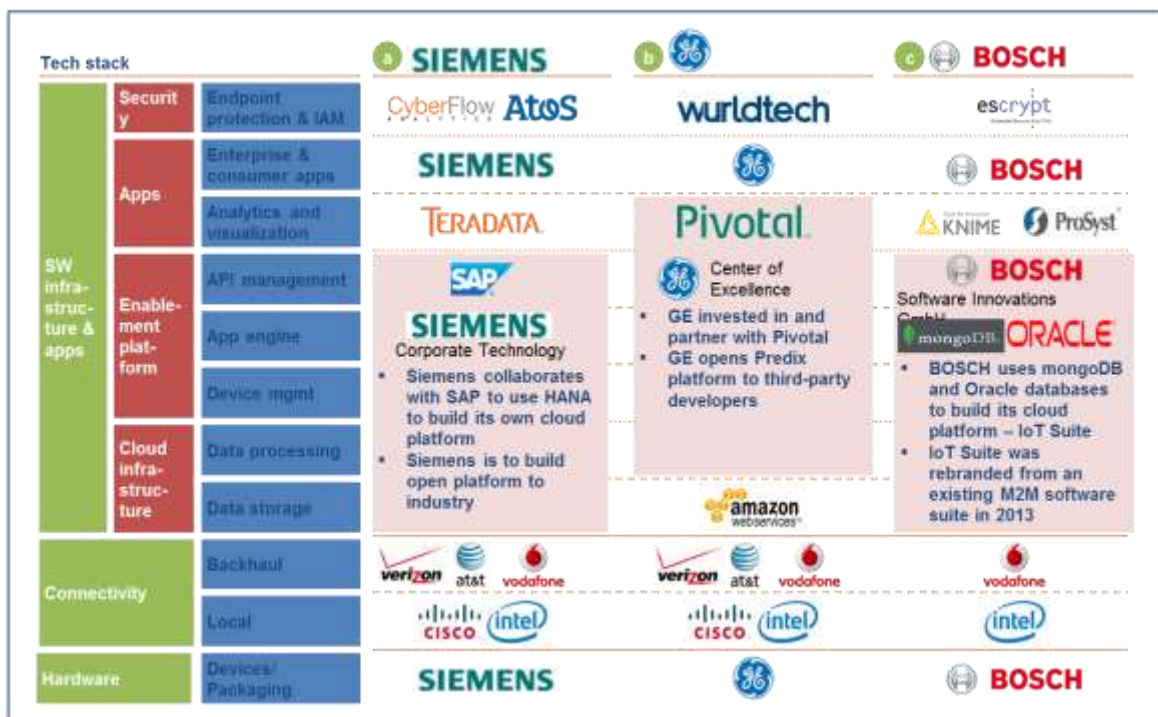 Tech stack
a SIEMENS
b GE
c BOSCH
SW
infra-
struc-
ture &
apps
Securit
y
Endpoint
protection & IAM
CyberFlow
ANALYTICS
AtoS
wurldtech
escrypt
Apps
Enterprise &
consumer apps
SIEMENS
GE
BOSCH
Analytics and
visualization
TERADATA
Pivotal
KNIME
ProSyst
Enable-
ment plat-
form
API management
App engine
Device mgmt
Cloud
infra-
struc-
ture
Data processing
Data storage
SAP
SIEMENS
Corporate Technology
• Siemens collaborates
with SAP to use HANA
to build its own cloud
platform
• Siemens is to build
open platform to
industry
GE
Center of
Excellence
• GE invested in and
partner with Pivotal
• GE opens Predix
platform to third-party
developers
amazon
webservices
BOSCH
Software Innovations
GmbH
mongoDB
ORACLE
• BOSCH uses mongoDB
and Oracle databases
to build its cloud
platform – IoT Suite
• IoT Suite was
rebranded from an
existing M2M software
suite in 2013
Connectivity
Backhaul
verizon
at&t
vodafone
verizon
at&t
vodafone
vodafone
Local
CISCO
intel
CISCO
intel
intel
Hardware
Devices/
Packaging
SIEMENS
GE
BOSCH